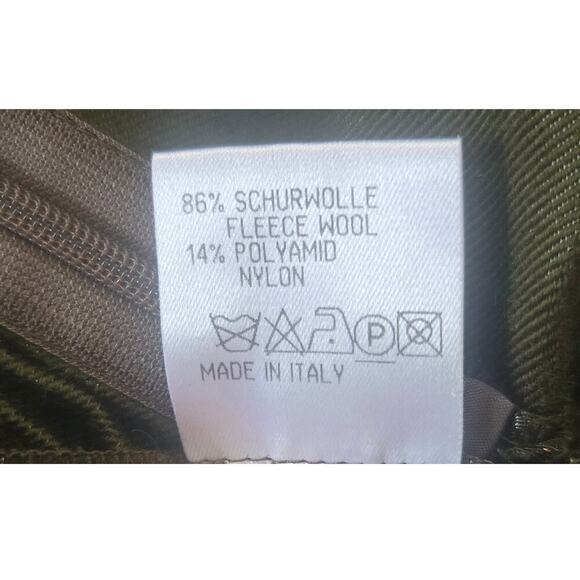 86% SCHURWOLLE
FLEECE WOOL
14% POLYAMID
NYLON
P
MADE IN ITALY